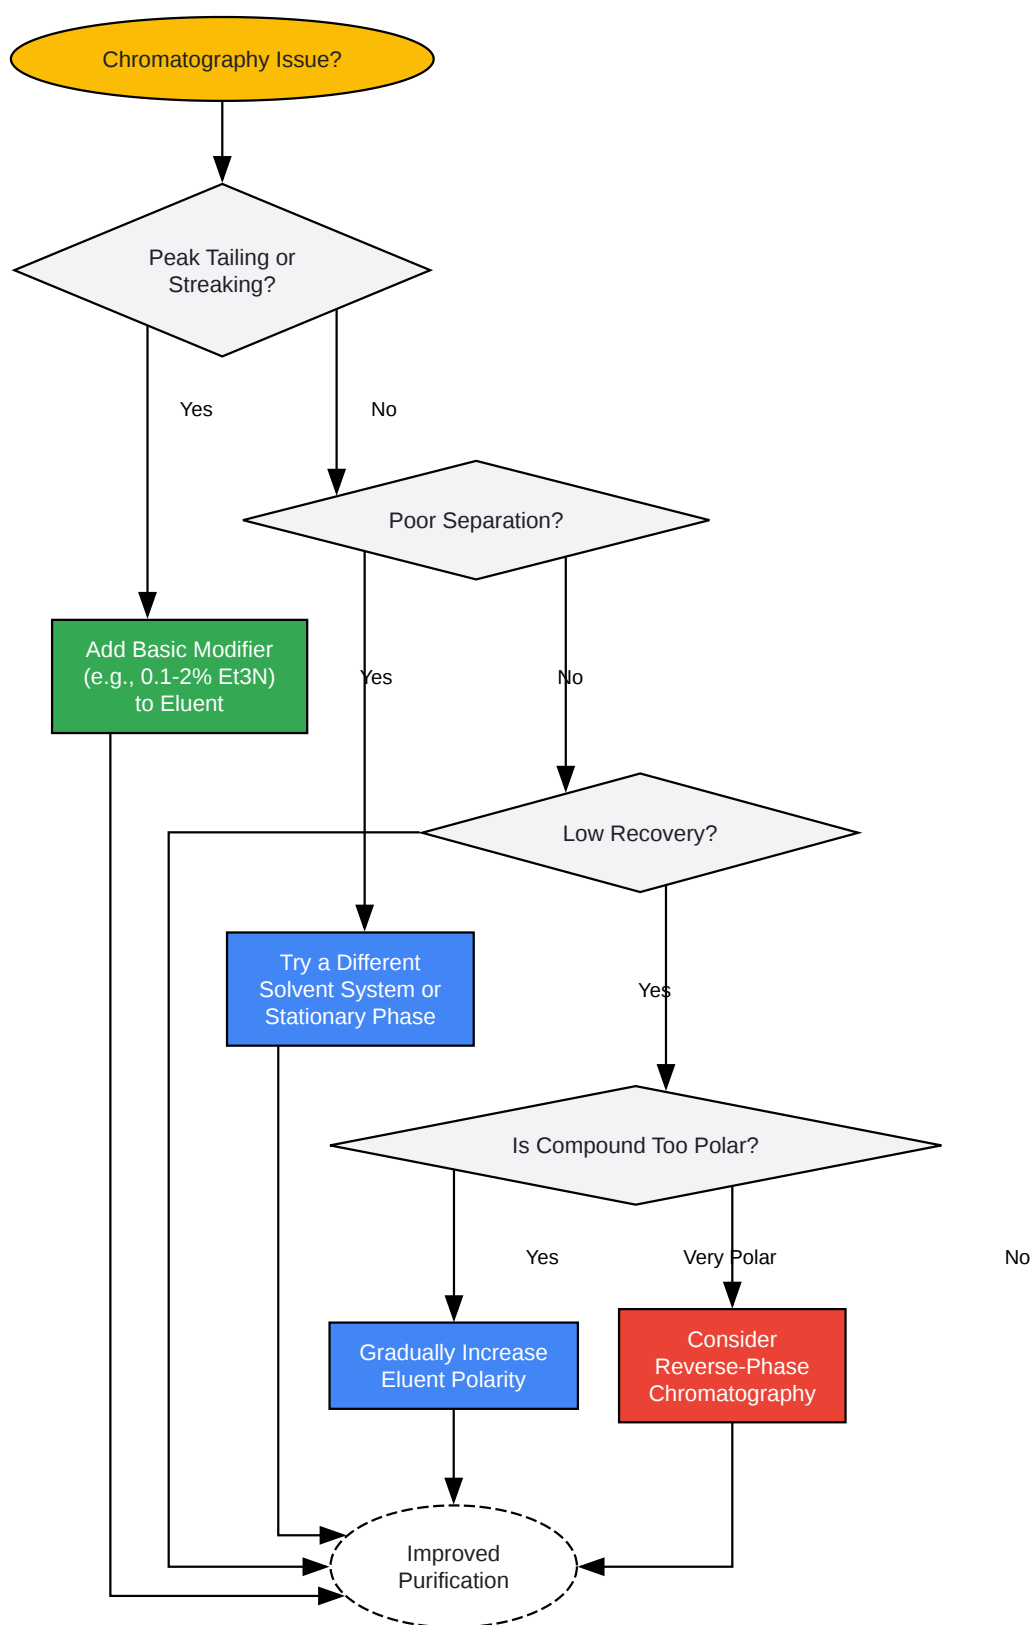 Chromatography Issue?
Peak Tailing or
Streaking?
Yes
No
Poor Separation?
Add Basic Modifier
(e.g., 0.1-2% Et3N)
to Eluent
Yes
No
Low Recovery?
Try a Different
Solvent System or
Stationary Phase
Yes
Is Compound Too Polar?
Yes
Very Polar
No
Gradually Increase
Eluent Polarity
Consider
Reverse-Phase
Chromatography
Improved
Purification